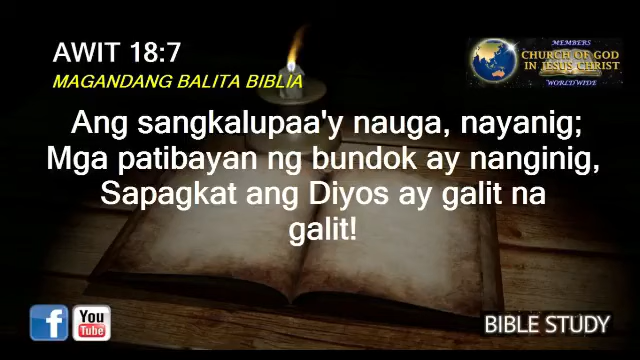 AWIT 18:7
MAGANDANG BALITA BIBLIA
MEMBERS
CHURCH OF GOD
IN JESUS CHRIST
WORLDWIDE
Ang sangkalupaa'y nauga, nayanig;
Mga patibayan ng bundok ay nanginig,
Sapagkat ang Diyos ay galit na
galit!
f
You
Tube
BIBLE STUDY